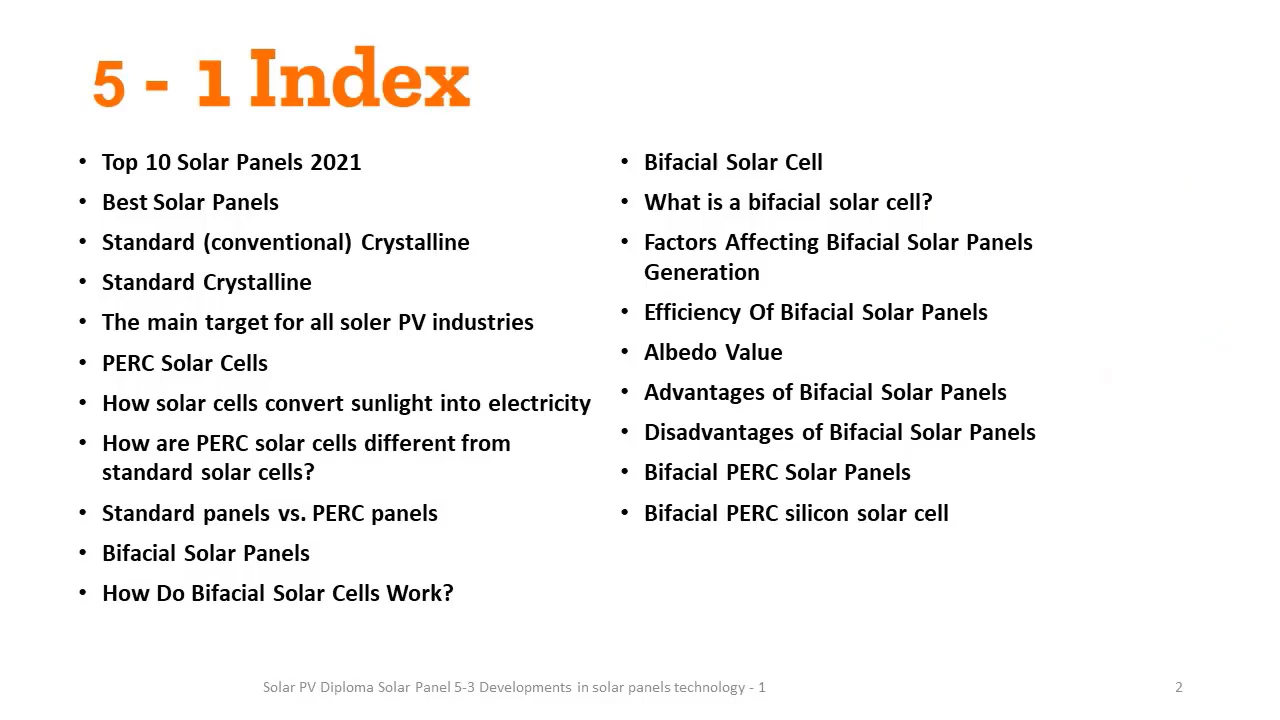 5 - 1 Index
• Top 10 Solar Panels 2021
• Best Solar Panels
• Standard (conventional) Crystalline
• Standard Crystalline
• The main target for all soler PV industries
• PERC Solar Cells
• How solar cells convert sunlight into electricity
• How are PERC solar cells different from
standard solar cells?
• Standard panels vs. PERC panels
• Bifacial Solar Panels
• How Do Bifacial Solar Cells Work?
• Bifacial Solar Cell
• What is a bifacial solar cell?
• Factors Affecting Bifacial Solar Panels
Generation
• Efficiency Of Bifacial Solar Panels
• Albedo Value
• Advantages of Bifacial Solar Panels
• Disadvantages of Bifacial Solar Panels
• Bifacial PERC Solar Panels
• Bifacial PERC silicon solar cell
Solar PV Diploma Solar Panel 5-3 Developments in solar panels technology - 1
2